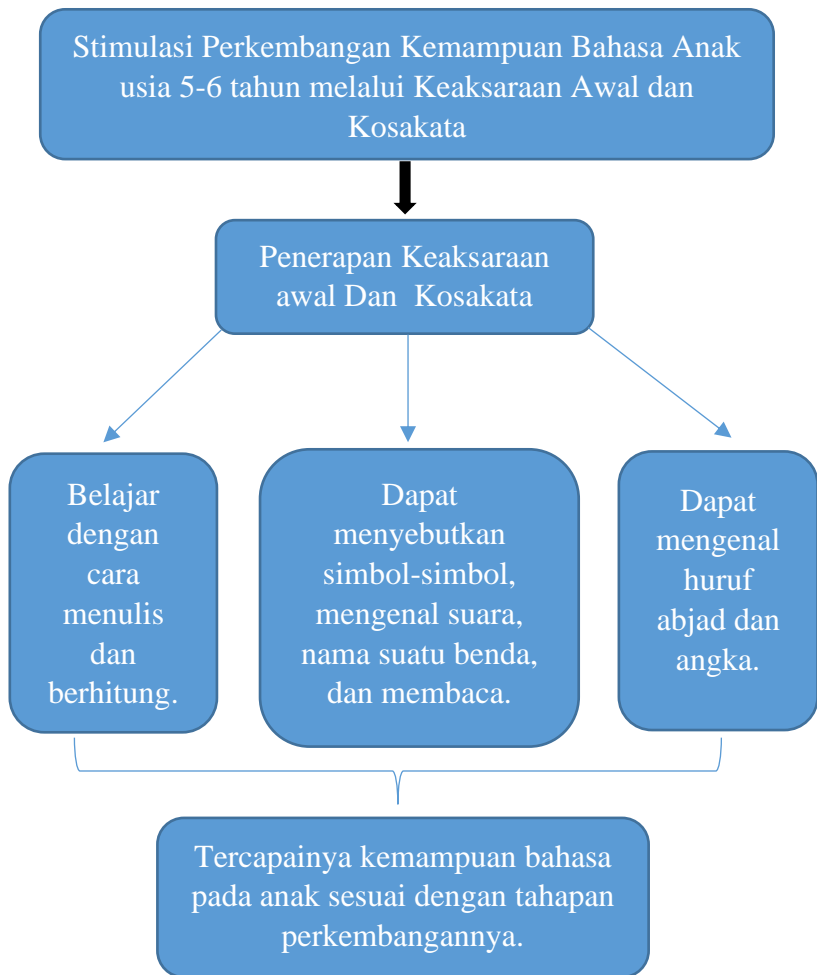 Stimulasi Perkembangan Kemampuan Bahasa Anak
usia 5-6 tahun melalui Keaksaraan Awal dan
Kosakata
Penerapan Keaksaraan
awal Dan Kosakata
Belajar
dengan
cara
menulis
dan
berhitung.
Dapat
menyebutkan
simbol-simbol,
mengenal suara,
nama suatu benda,
dan membaca.
Dapat
mengenal
huruf
abjad dan
angka.
Tercapainya kemampuan bahasa
pada anak sesuai dengan tahapan
perkembangannya.